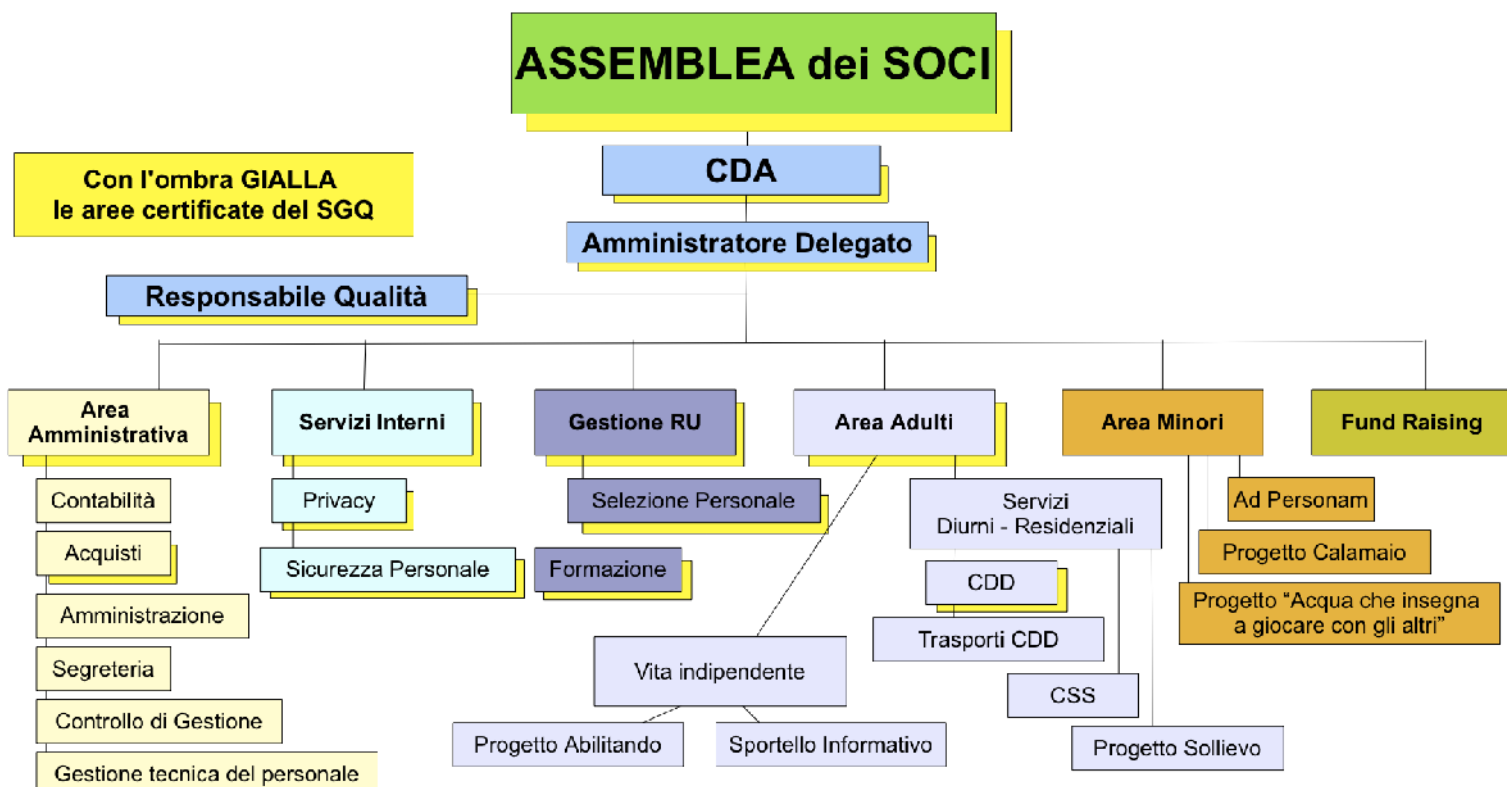 ASSEMBLEA dei SOCI
CDA
Con l'ombra GIALLA
le aree certificate del SGQ
Amministratore Delegato
Responsabile Qualità
Area
Amministrativa
Servizi Interni
Gestione RU
Area Adulti
Area Minori
Fund Raising
Contabilità
Acquisti
Amministrazione
Segreteria
Controllo di Gestione
Gestione tecnica del personale
Privacy
Sicurezza Personale
Selezione Personale
Formazione
Servizi
Diurni - Residenziali
CDD
Trasporti CDD
CSS
Progetto Sollievo
Vita indipendente
Progetto Abilitando
Sportello Informativo
Ad Personam
Progetto Calamaio
Progetto “Acqua che insegna
a giocare con gli altri”